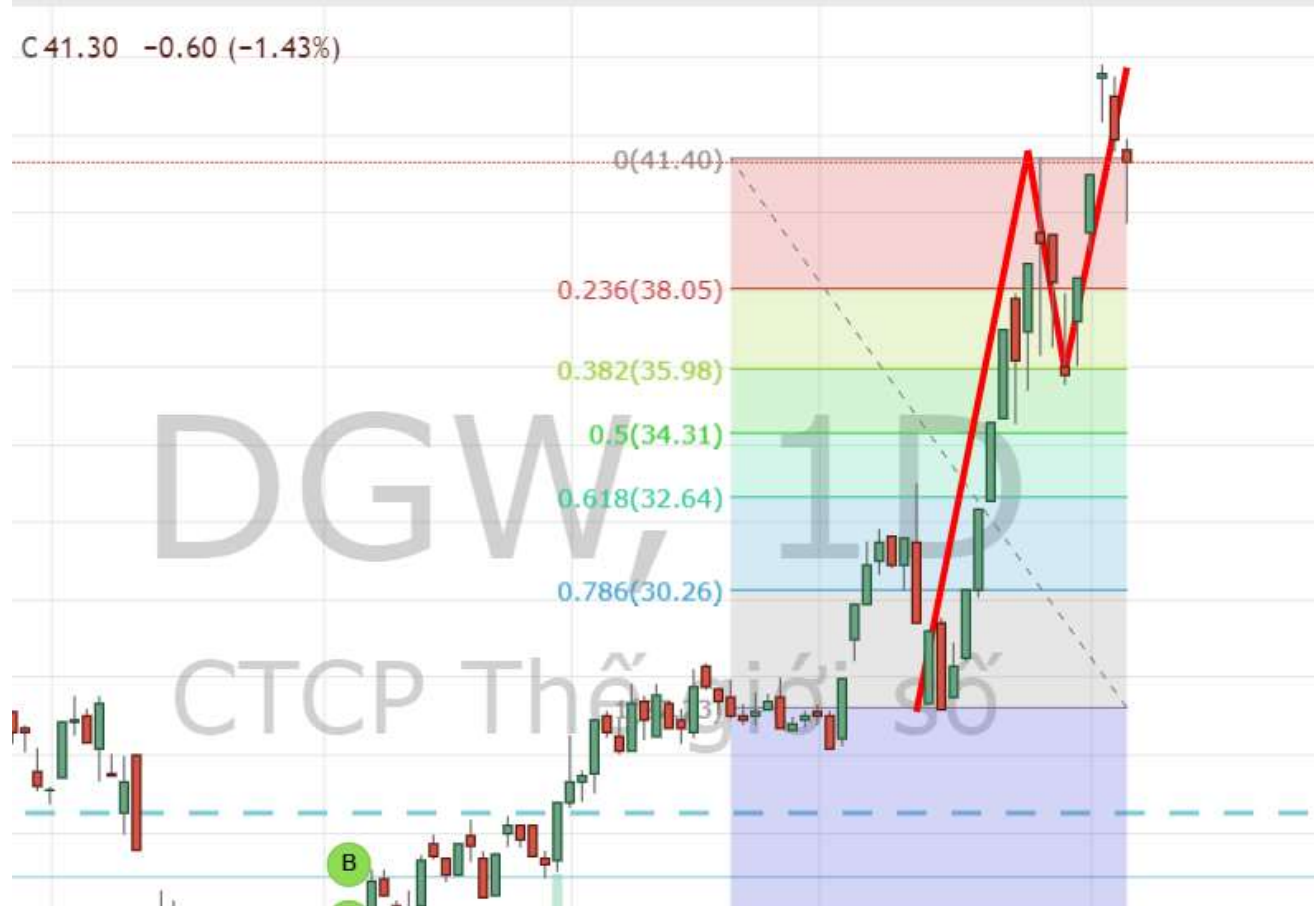 C41.30 −0.60 (−1.43%)
0(41.40)
0.236(38.05)
0.382(35.98)
DGW, 1D
0.5(34.31)
0.618(32.64)
0.786(30.26)
CTCP Thế giới số
B